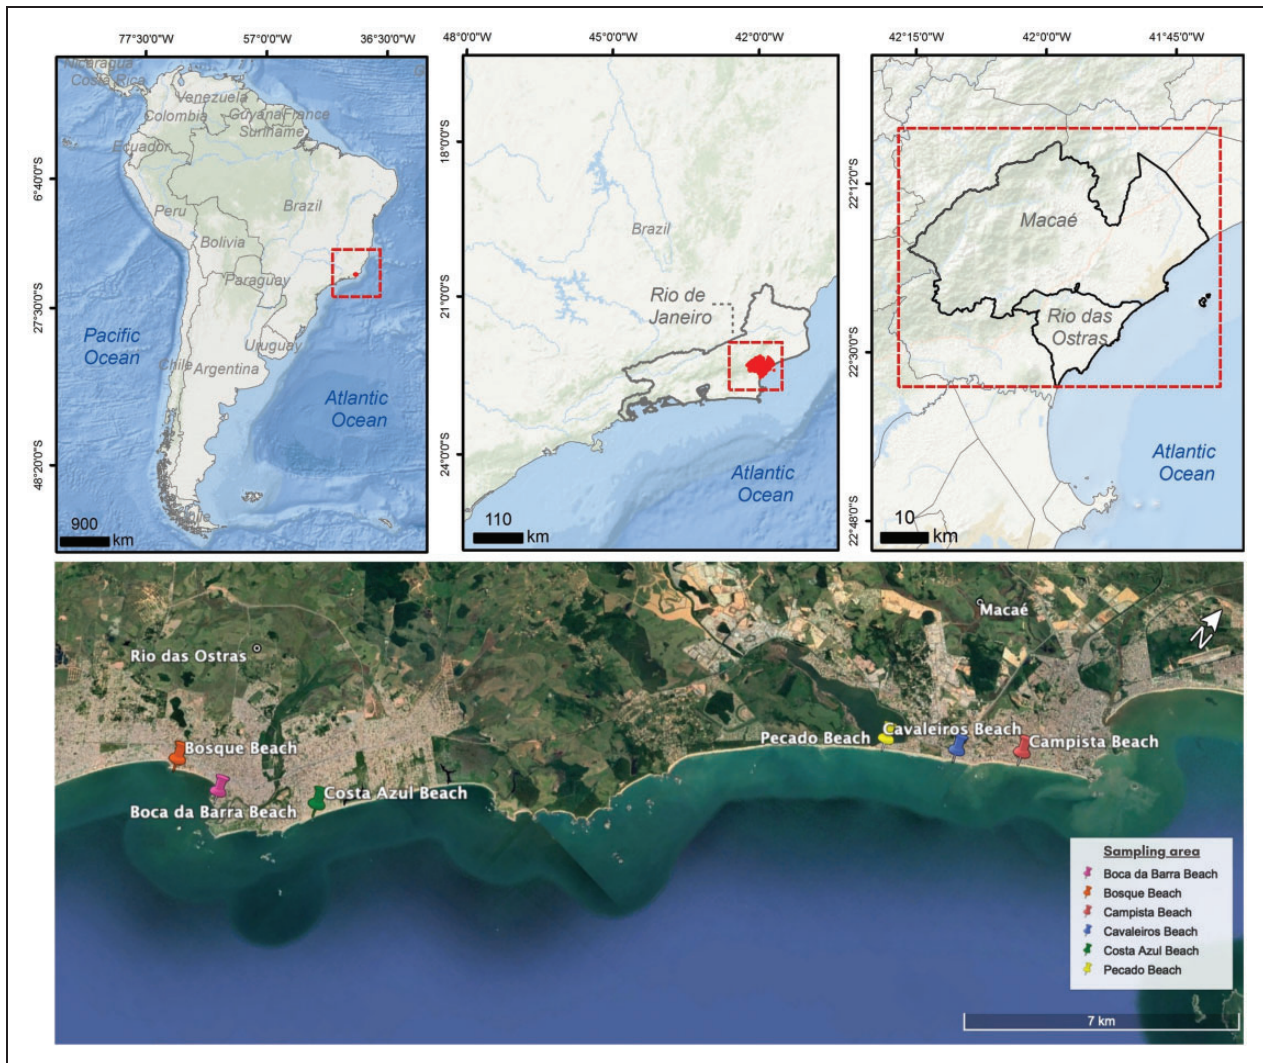 77°30'0"W 57°0'0"W 36°30'0"W
6°40'0"S
27°30'0"S
48°20'0"S
Nicaragua
Costa Rica
Venezuela
Colombia
Guyana
France
Suriname
Ecuador
Peru
Brazil
Bolivia
Paraguay
Uruguay
Chile
Argentina
Pacific
Ocean
Atlantic
Ocean
900
km
48°0'0"W 45°0'0"W 42°0'0"W
18°0'0"S
21°0'0"S
24°0'0"S
Brazil
Rio de
Janeiro
Atlantic
Ocean
110
km
42°15'0"W 42°0'0"W 41°45'0"W
22°12'0"S
22°30'0"S
22°48'0"S
Macaé
Rio das
Ostras
Atlantic
Ocean
10
km
Macaé
N
Rio das Ostras
Bosque Beach
Boca da Barra Beach
Costa Azul Beach
Pecado Beach
Cavaleiros Beach
Campista Beach
Sampling area
Boca da Barra Beach
Bosque Beach
Campista Beach
Cavaleiros Beach
Costa Azul Beach
Pecado Beach
7 km